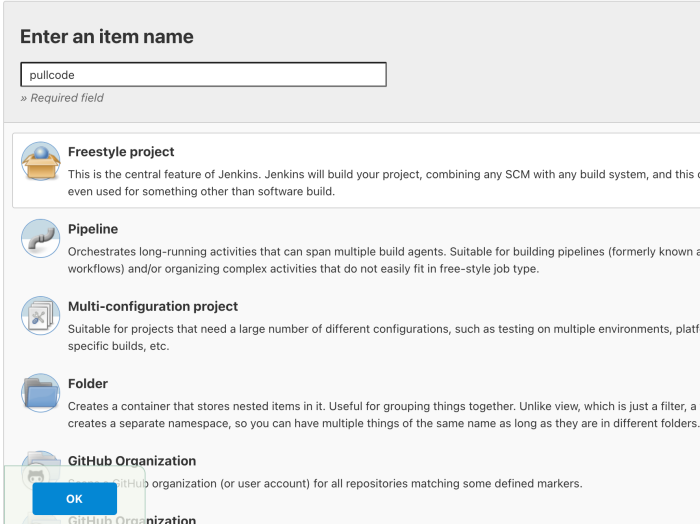 Enter an item name
pullcode
» Required field
Freestyle project
This is the central feature of Jenkins. Jenkins will build your project, combining any SCM with any build system, and this
even used for something other than software build.
Pipeline
Orchestrates long-running activities that can span multiple build agents. Suitable for building pipelines (formerly known
workflows) and/or organizing complex activities that do not easily fit in free-style job type.
Multi-configuration project
Suitable for projects that need a large number of different configurations, such as testing on multiple environments,
specific builds, etc.
Folder
Creates a container that stores nested items in it. Useful for grouping things together. Unlike view, which is just a filter, a
creates a separate namespace, so you can have multiple things of the same name as long as they are in different folders.
GitHub Organization
GitHub organization (or user account) for all repositories matching some defined markers.
OK
GitHub Organization